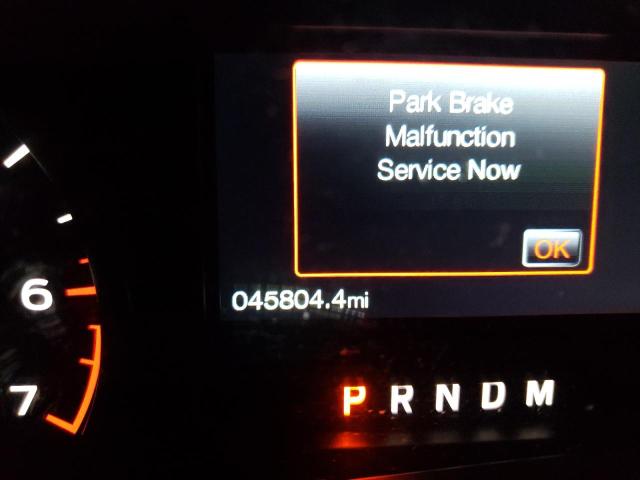 Park Brake
Malfunction
Service Now
OK
045804.4mi
6
7
P R N D M